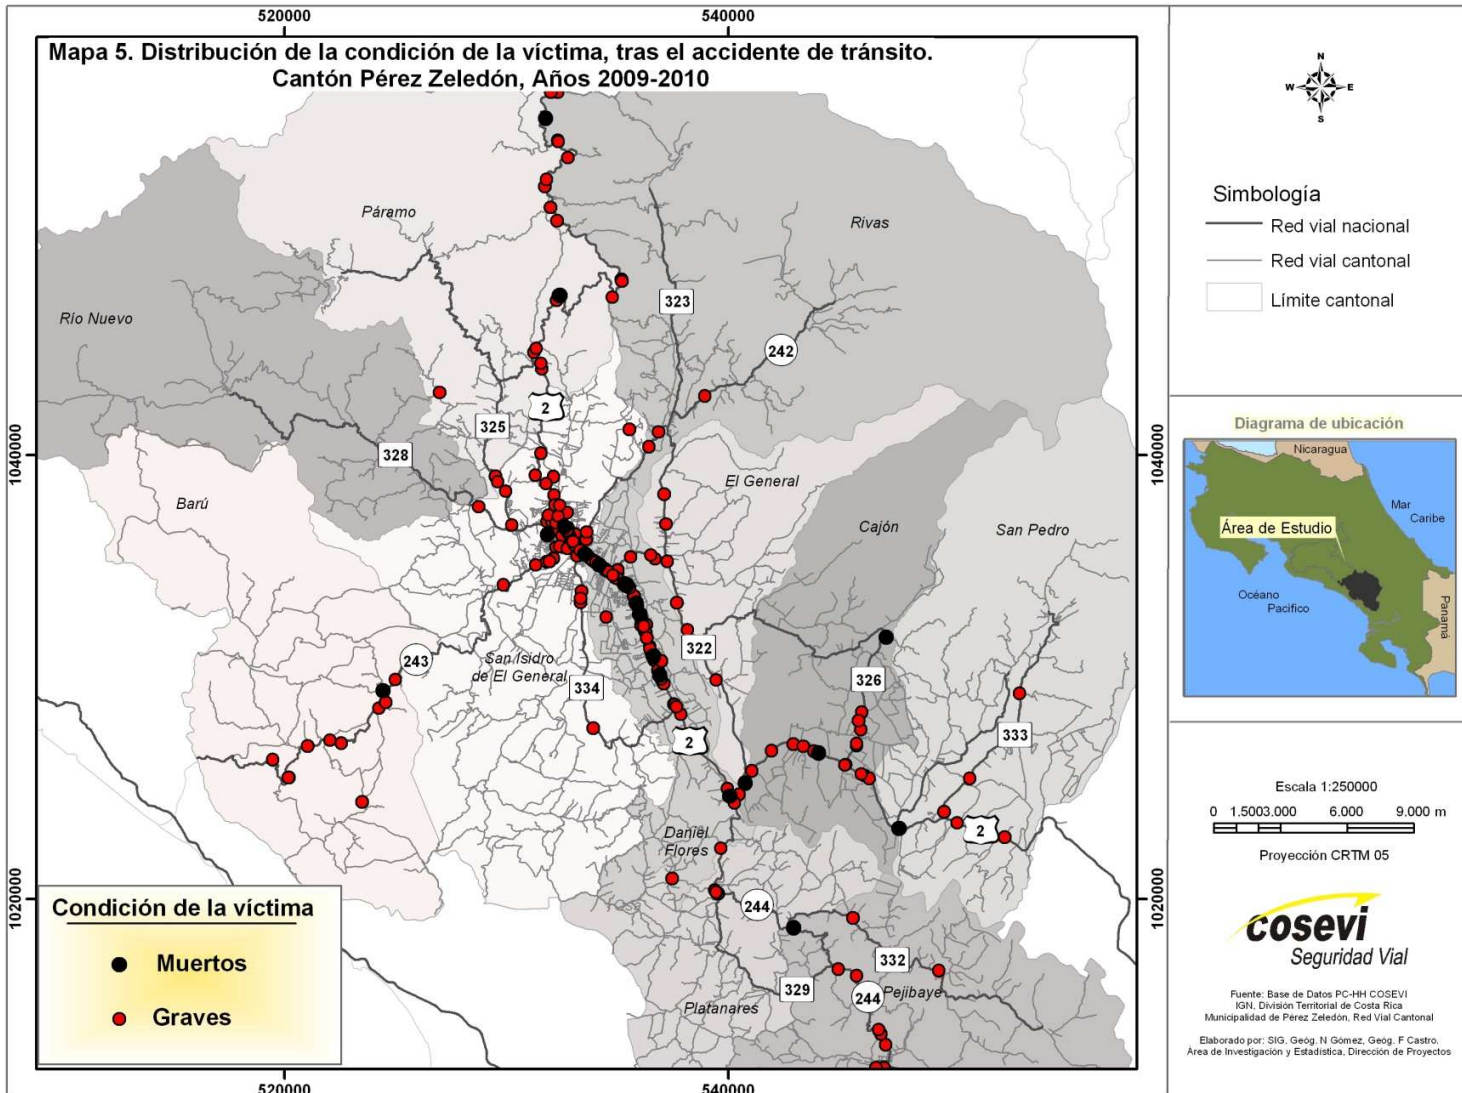 520000
540000
Mapa 5. Distribución de la condición de la víctima, tras el accidente de tránsito.
Cantón Pérez Zeledón, Años 2009-2010
N
W
E
S
Simbología
Red vial nacional
Red vial cantonal
Límite cantonal
Páramo
Rivas
Río Nuevo
323
242
2
325
328
1040000
1040000
Barú
El General
Cajón
San Pedro
Diagrama de ubicación
Nicaragua
Mar
Caribe
Área de Estudio
Océano
Pacifico
Panamá
243
San Isidro
de El General
334
322
326
333
2
2
Daniel
Flores
Escala 1:250000
0 1.5003.000 6.000 9.000 m
Proyección CRTM 05
1020000
1020000
244
332
329
244
Pejibaye
Platanares
Condición de la víctima
Muertos
Graves
cosevi
Seguridad Vial
Fuente: Base de Datos PC-HH COSEVI
IGN, División Territorial de Costa Rica
Municipalidad de Pérez Zeledón, Red Vial Cantonal
Elaborado por: SIG. Geóg. N Gómez, Geóg. F Castro.
Área de Investigación y Estadística, Dirección de Proyectos
520000
540000